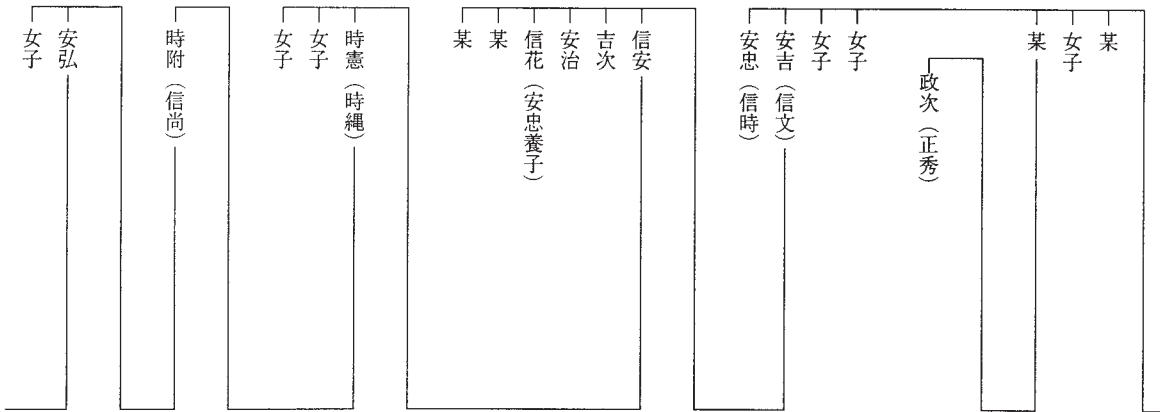 某
女子
某
政次（正秀）
女子
女子
安吉（信文）
安忠（信時）
信安
吉次
安治
信花（安忠養子）
某
某
時憲（時縄）
女子
女子
時附（信尚）
安弘
女子